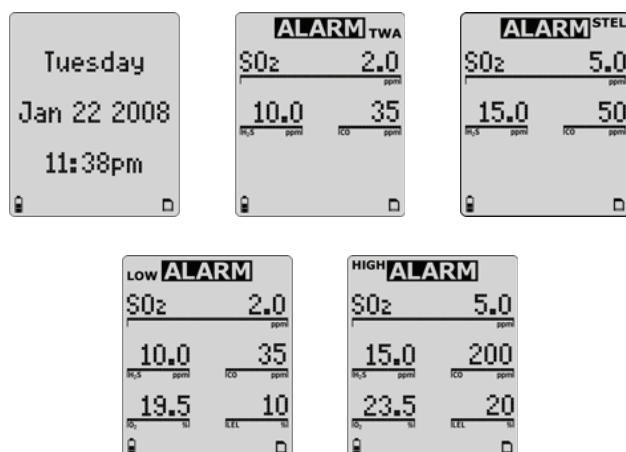 Tuesday
Jan 22 2008
11:38pm
ALARM TWA
SO2 2.0
ppm
10.0 35
H2S ppm CO ppm
ALARM STEL
SO2 5.0
ppm
15.0 50
H2S ppm CO ppm
LOW ALARM
SO2 2.0
ppm
10.0 35
H2S ppm CO ppm
19.5 10
O2 % LEL %
HIGH ALARM
SO2 5.0
ppm
15.0 200
H2S ppm CO ppm
23.5 20
O2 % LEL %